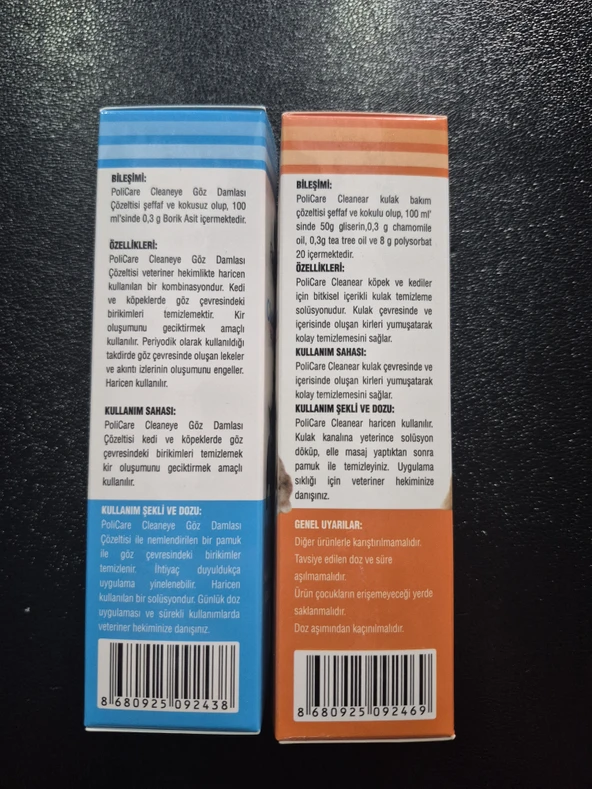 BİLEŞİMİ:
PoliCare Cleaneye Göz Damlası
Çözeltisi şeffaf ve kokusuz olup, 100
ml'sinde 0,3 g Borik Asit içermektedir.
ÖZELLİKLERİ:
PoliCare Cleaneye Göz Damlası
Çözeltisi veteriner hekimlikte haricen
kullanılan bir kombinasyondur. Kedi
ve köpeklerde göz çevresindeki
birikimleri temizlemektir. Kir
oluşumunu geciktirmek amaçlı
kullanılır. Periyodik olarak kullanıldığı
takdirde göz çevresinde oluşan lekeler
ve akıntı izlerinin oluşumunu engeller.
Haricen kullanılır.
KULLANIM SAHASI:
PoliCare Cleaneye Göz Damlası
Çözeltisi kedi ve köpeklerde göz
çevresindeki birikimleri temizlemek
kir oluşumunu geciktirmek amaçlı
kullanılır.
KULLANIM ŞEKLİ VE DOZU:
PoliCare Cleaneye Göz Damlası
Çözeltisi ile nemlendirilen bir pamuk
ile göz çevresindeki birikimler
temizlenir. İhtiyaç duyuldukça
uygulama yinelenebilir. Haricen
kullanılan bir solüsyondur. Günlük doz
uygulaması ve sürekli kullanımlarda
veteriner hekiminize danışınız.
8 680925 092438
BİLEŞİMİ:
PoliCare Cleanear kulak bakım
çözeltisi şeffaf ve kokulu olup, 100 ml'
sinde 50g gliserin,0,3 g chamomile
oil, 0,3g tea tree oil ve 8 g polysorbat
20 içermektedir.
ÖZELLİKLERİ:
PoliCare Cleanear köpek ve kediler
için bitkisel içerikli kulak temizleme
solüsyonudur. Kulak çevresinde ve
içerisinde oluşan kirleri yumuşatarak
kolay temizlemesini sağlar.
KULLANIM SAHASI:
PoliCare Cleanear kulak çevresinde ve
içerisinde oluşan kirleri yumuşatarak
kolay temizlemesini sağlar.
KULLANIM ŞEKLİ VE DOZU:
PoliCare Cleanear haricen kullanılır.
Kulak kanalına yeterince solüsyon
döküp, elle masaj yaptıktan sonra
pamuk ile temizleyiniz. Uygulama
sıklığı için veteriner hekiminize
danışınız.
GENEL UYARILAR:
Diğer ürünlerle karıştırılmamalıdır.
Tavsiye edilen doz ve süre
aşılmamalıdır.
Ürün çocukların erişemeyeceği yerde
saklanmalıdır.
Doz aşımından kaçınılmalıdır.
8 680925 092469